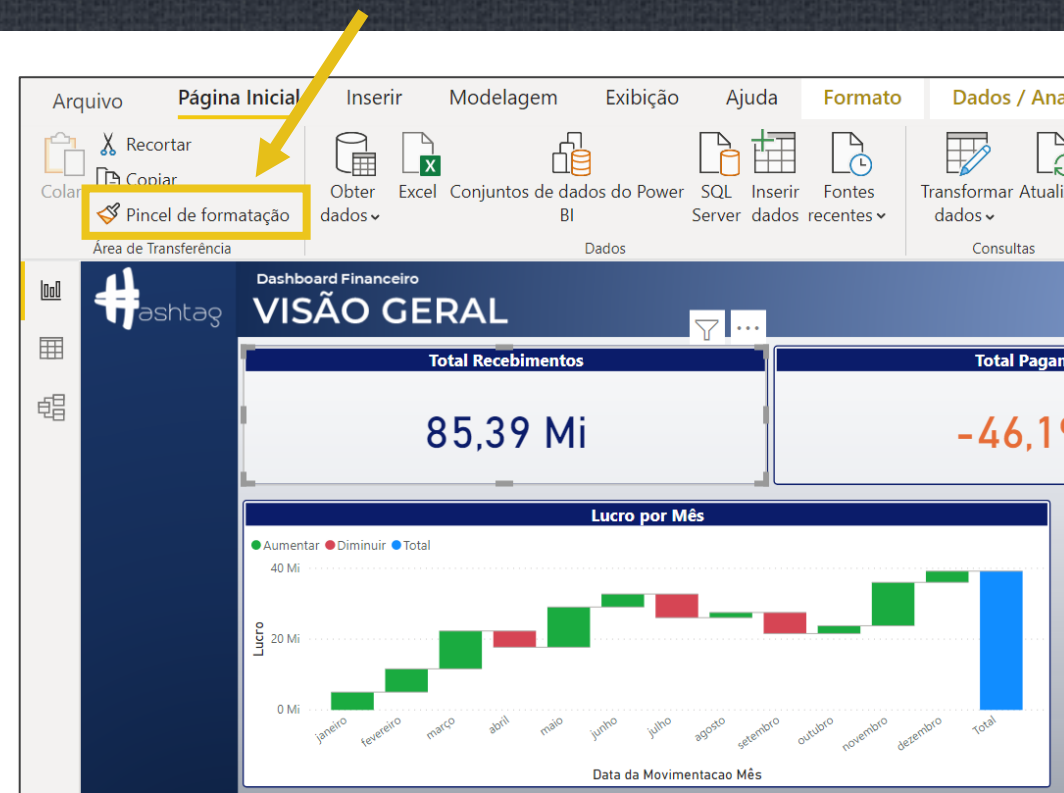 Arquivo Página Inicial Inserir Modelagem Exibição Ajuda Formato Dados / Ana
Recortar
Copiar
Colar
Pincel de formatação
Área de Transferência
Obter
dados
Excel
Conjuntos de dados do Power
BI
SQL
Server
Inserir
dados
Fontes
recentes
Dados
Transformar
dados
Atuali
Consultas
Hashtag
Dashboard Financeiro
VISÃO GERAL
Total Recebimentos
85,39 Mi
Total Pagam
-46,19
Lucro por Mês
Aumentar Diminuir Total
40 Mi
20 Mi
0 Mi
Lucro
janeiro fevereiro março abril maio junho julho agosto setembro outubro novembro dezembro Total
Data da Movimentacao Mês